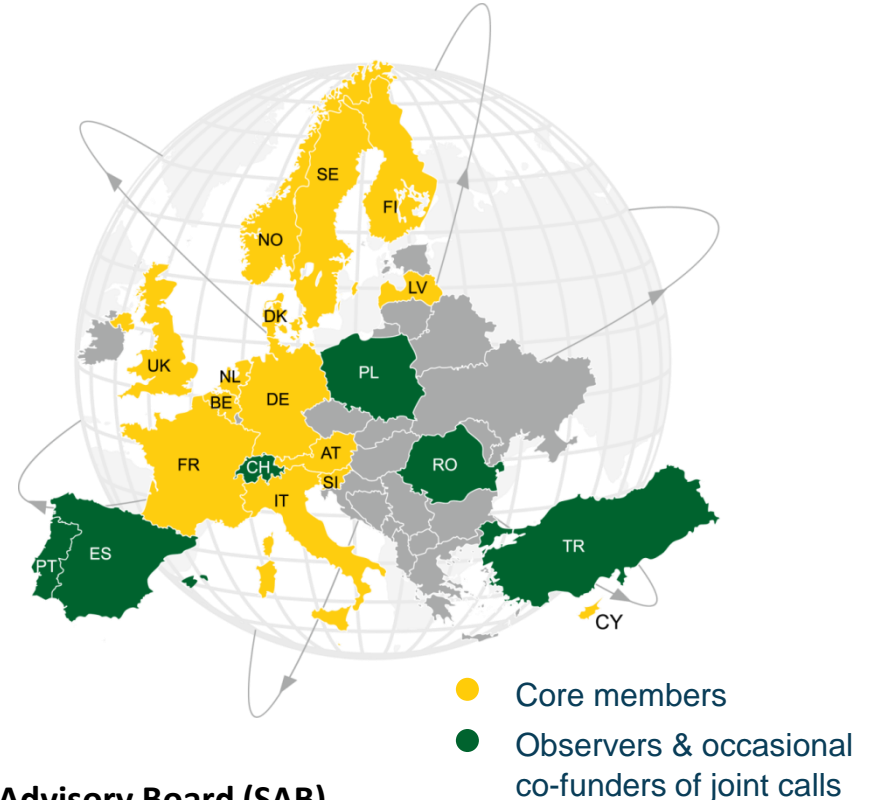 SE
FI
NO
LV
DK
UK
NL
PL
BE
DE
FR
AT
CH
SI
RO
IT
ES
PT
TR
CY
Core members
Observers & occasional
co-funders of joint calls
Advisory Board (SAB)